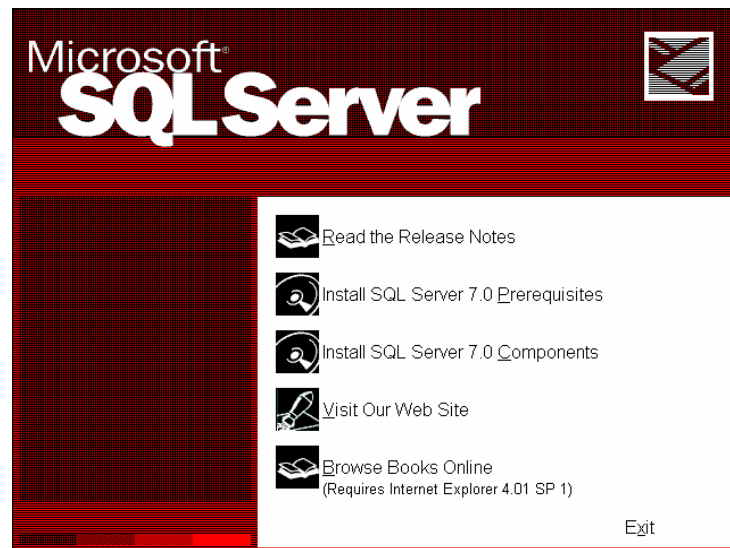 Microsoft®
SQL Server
Read the Release Notes
Install SQL Server 7.0 Prerequisites
Install SQL Server 7.0 Components
Visit Our Web Site
Browse Books Online
(Requires Internet Explorer 4.01 SP 1)
Exit